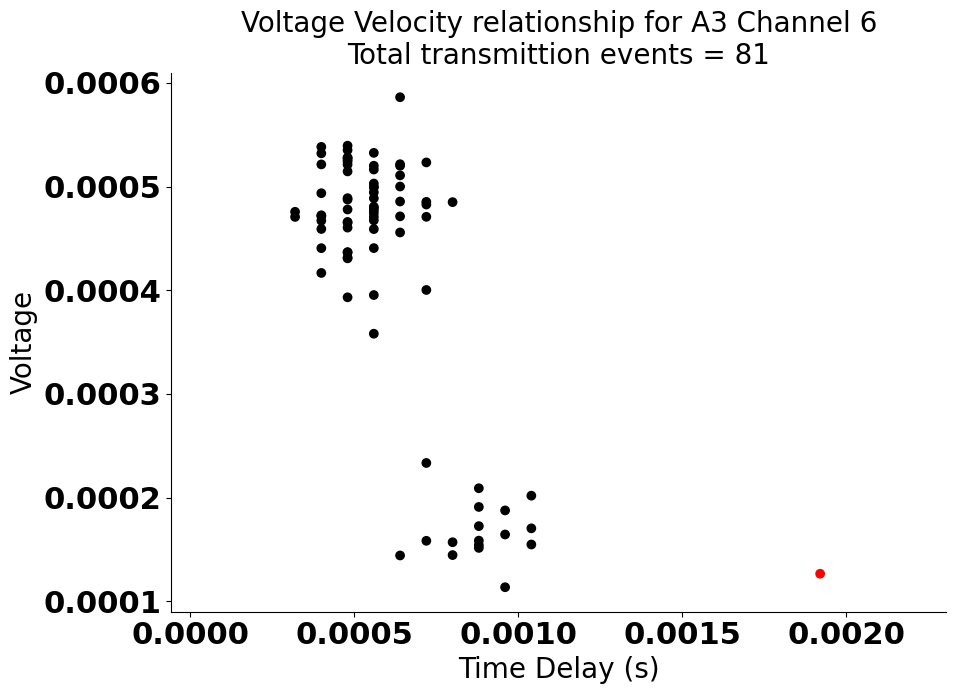 Voltage Velocity relationship for A3 Channel 6
Total transmittion events = 81
0.0006
0.0005
0.0004
0.0003
0.0002
0.0001
Voltage
0.0000 0.0005 0.0010 0.0015 0.0020
Time Delay (s)